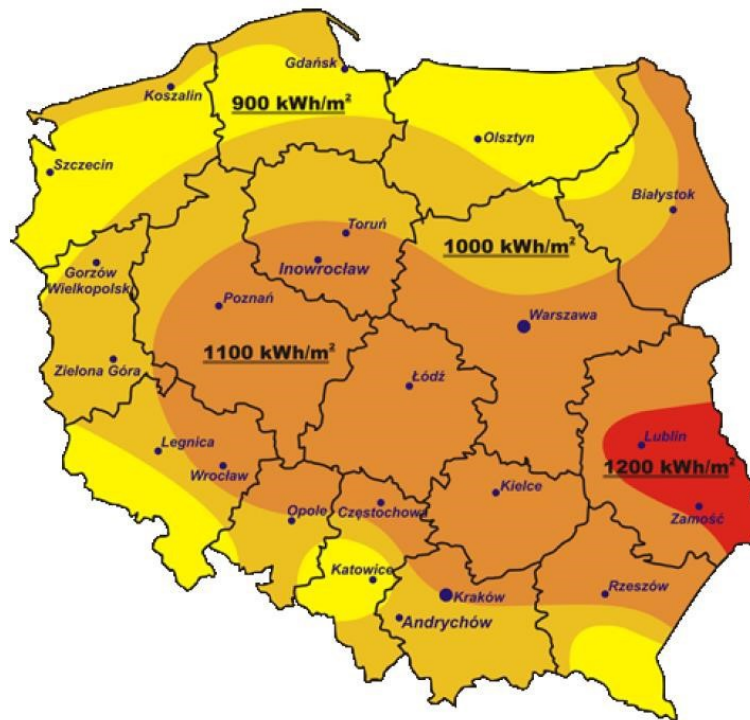 Gdańsk
Koszalin
900 kWh/m²
Olsztyn
Szczecin
Białystok
Toruń
1000 kWh/m²
Inowrocław
Gorzów
Wielkopolski
Poznań
Warszawa
1100 kWh/m²
Zielona Góra
Łódź
Legnica
Lublin
Wrocław
1200 kWh/m²
Kielce
Opole
Częstochowa
Zamość
Katowice
Kraków
Rzeszów
Andrychów